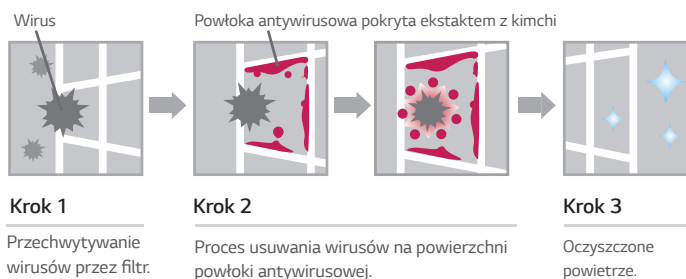 Wirus
Powłoka antywirusowa pokryta ekstaktem z kimchi
Krok 1
Przechwytywanie
wirusów przez filtr.
Krok 2
Proces usuwania wirusów na powierzchni
powłoki antywirusowej.
Krok 3
Oczyszczone
powietrze.